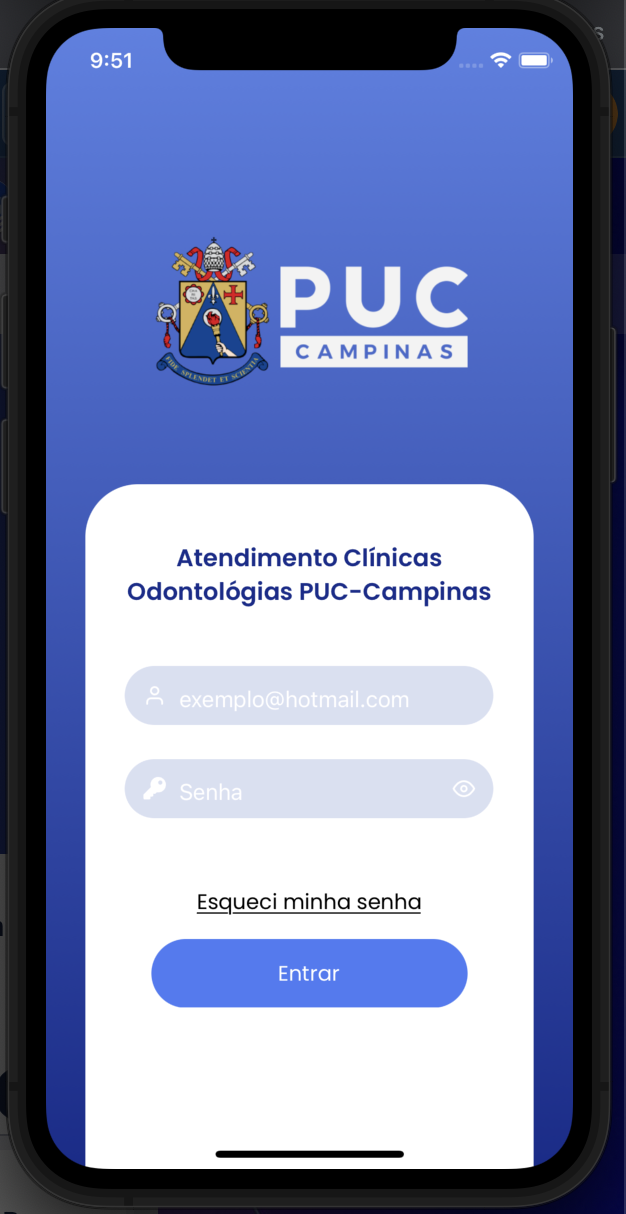 9:51
PUC
CAMPINAS
FIDE SPLENDET ET SCIENTIA
Atendimento Clínicas
Odontológias PUC-Campinas
exemplo@hotmail.com
Senha
Esqueci minha senha
Entrar